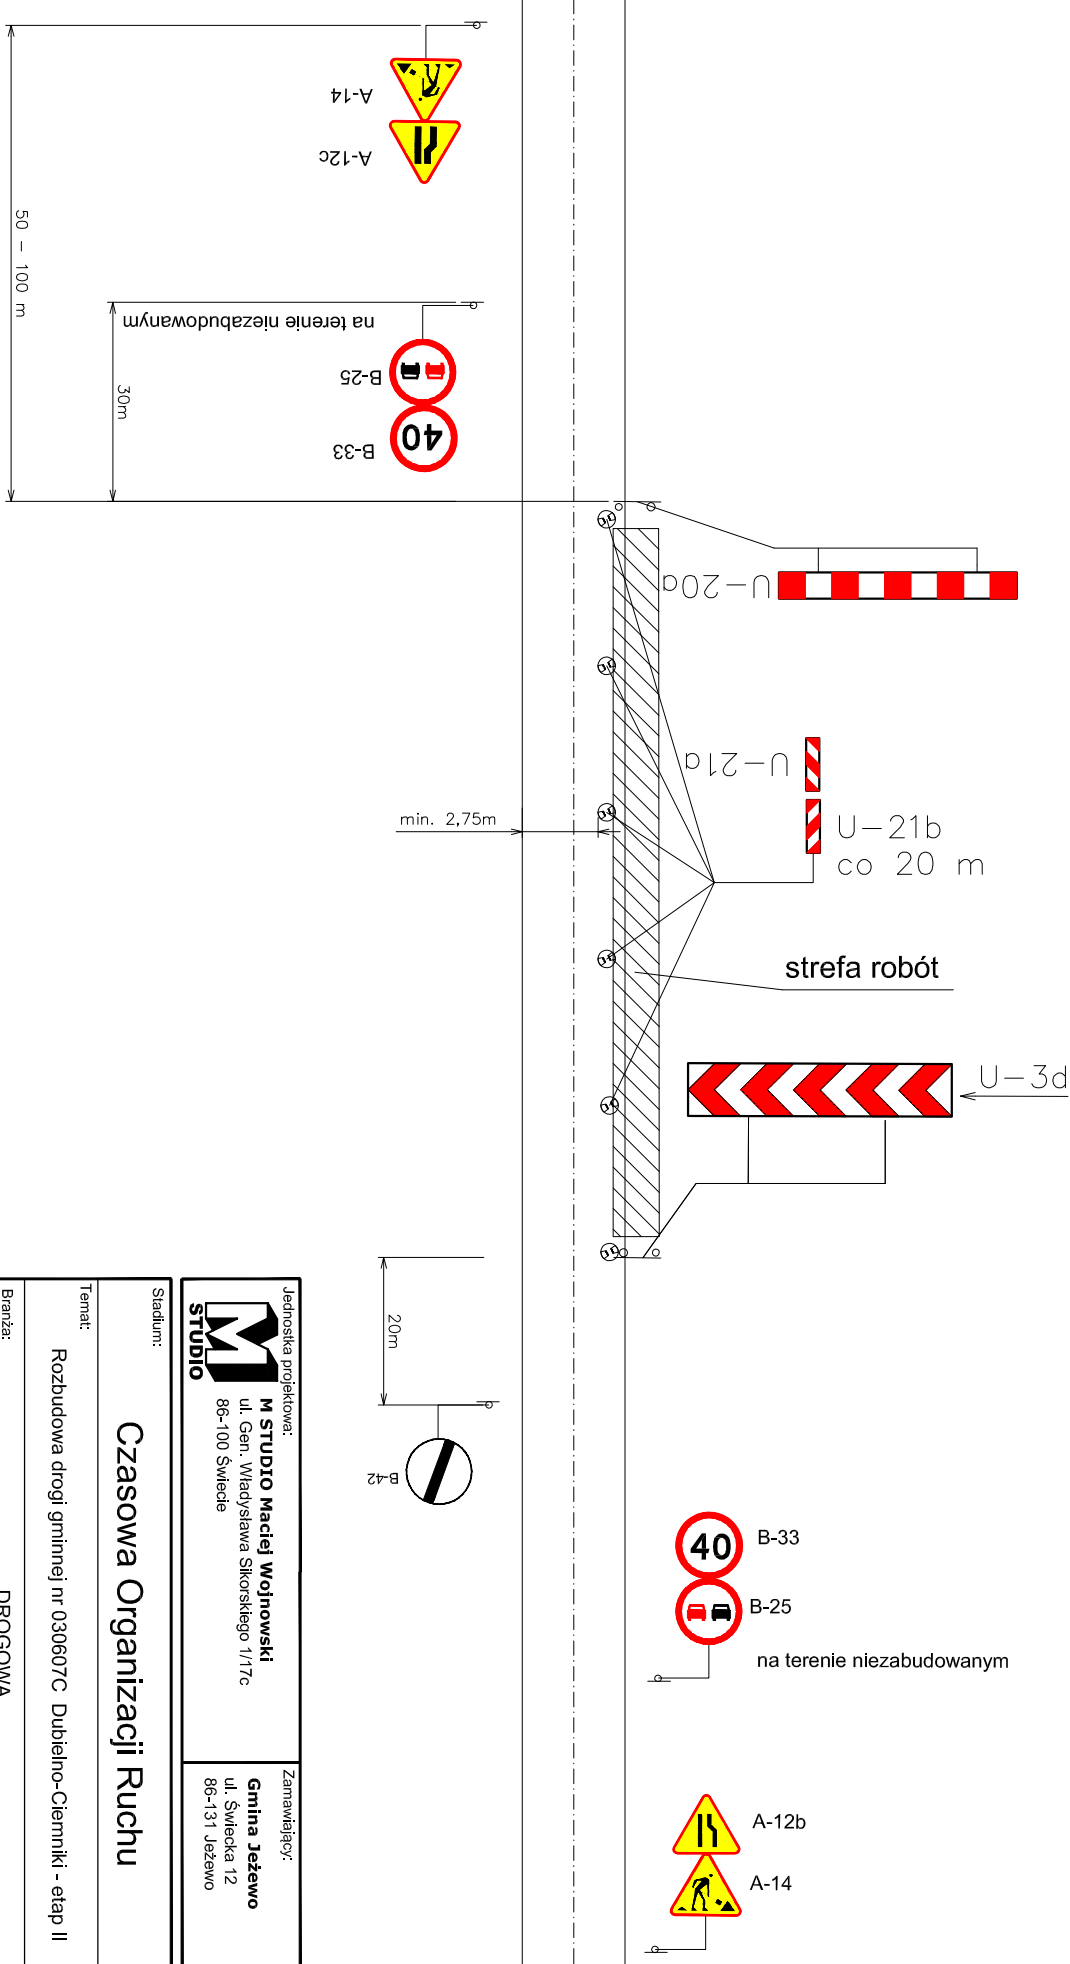 A-14
A-12c
50 - 100 m
na terenie niezabudowanym
B-25
30m
40
B-33
U-20a
U-21a
min. 2,75m
U-21b
co 20 m
strefa robót
U-3d
20m
B-42
40
B-33
B-25
na terenie niezabudowanym
A-12b
A-14
Jednostka projektowa:
M
STUDIO
M STUDIO Maciej Wojnowski
ul. Gen. Władysława Sikorskiego 1/17c
86-100 Świecie
Zamawiający:
Gmina Jeżewo
ul. Świecka 12
86-131 Jeżewo
Stadium:
Czasowa Organizacji Ruchu
Temat:
Rozbudowa drogi gminnej nr 030607C Dubielno-Ciemniki - etap II
Branża:
DROGOWA